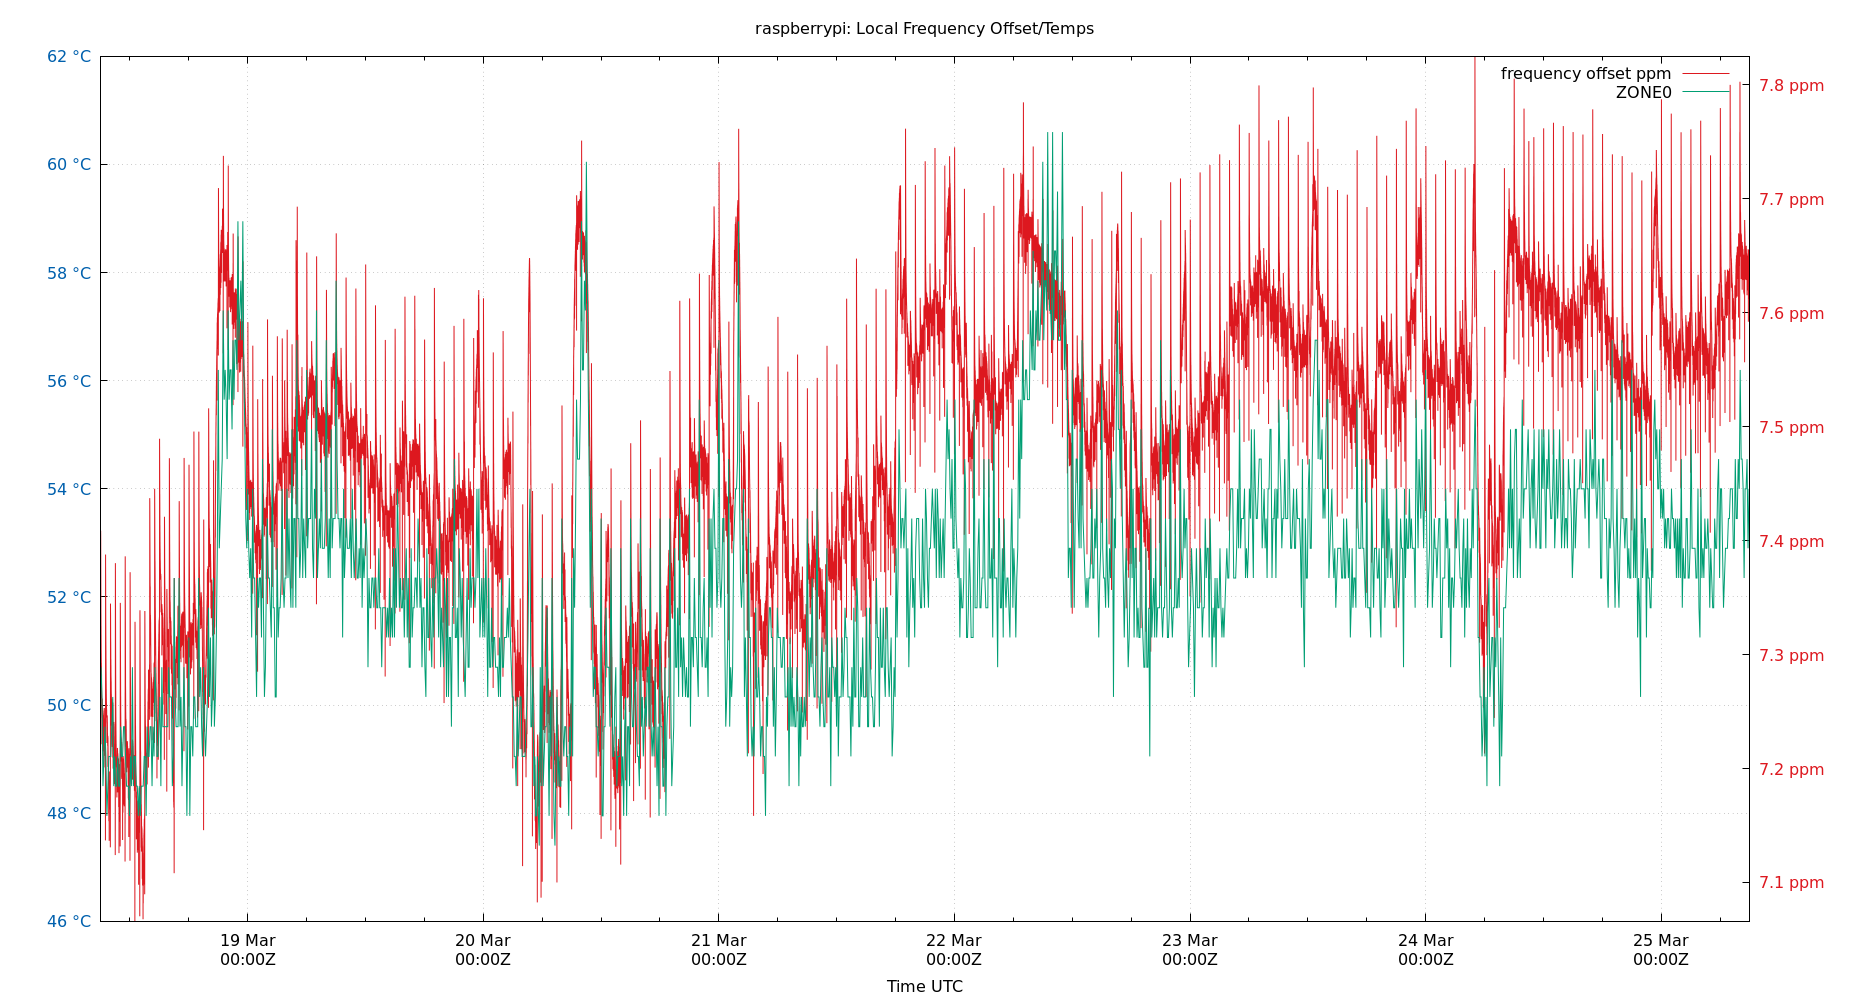 raspberrypi: Local Frequency Offset/Temps
62 °C
60 °C
58 °C
56 °C
54 °C
52 °C
50 °C
48 °C
46 °C
frequency offset ppm
ZONE0
7.8 ppm
7.7 ppm
7.6 ppm
7.5 ppm
7.4 ppm
7.3 ppm
7.2 ppm
7.1 ppm
19 Mar
00:00Z
20 Mar
00:00Z
21 Mar
00:00Z
22 Mar
00:00Z
23 Mar
00:00Z
24 Mar
00:00Z
25 Mar
00:00Z
Time UTC